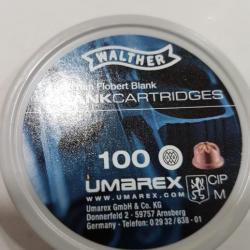 WALTHER
Flobert Blank
CARTRIDGES
100
CIP
M
UMAREX
WWW.UMAREX.COM
Umarex GmbH & Co. KG
Donnerfeld 2 - 59757 Arnsberg
Germany - Telefon: 0 29 32 / 638 - 01